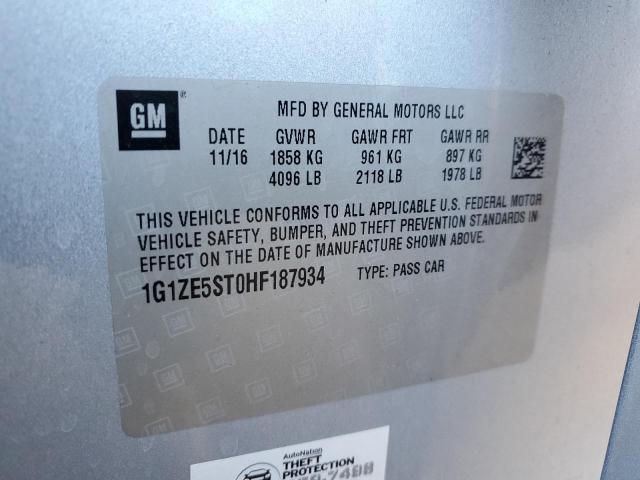 GM ®
MFD BY GENERAL MOTORS LLC
DATE GVWR GAWR FRT GAWR RR
11/16 1858 KG 961 KG 897 KG
4096 LB 2118 LB 1978 LB
THIS VEHICLE CONFORMS TO ALL APPLICABLE U.S. FEDERAL MOTOR
VEHICLE SAFETY, BUMPER, AND THEFT PREVENTION STANDARDS IN
EFFECT ON THE DATE OF MANUFACTURE SHOWN ABOVE.
1G1ZE5ST0HF187934 TYPE: PASS CAR
AutoNation
THEFT
PROTECTION